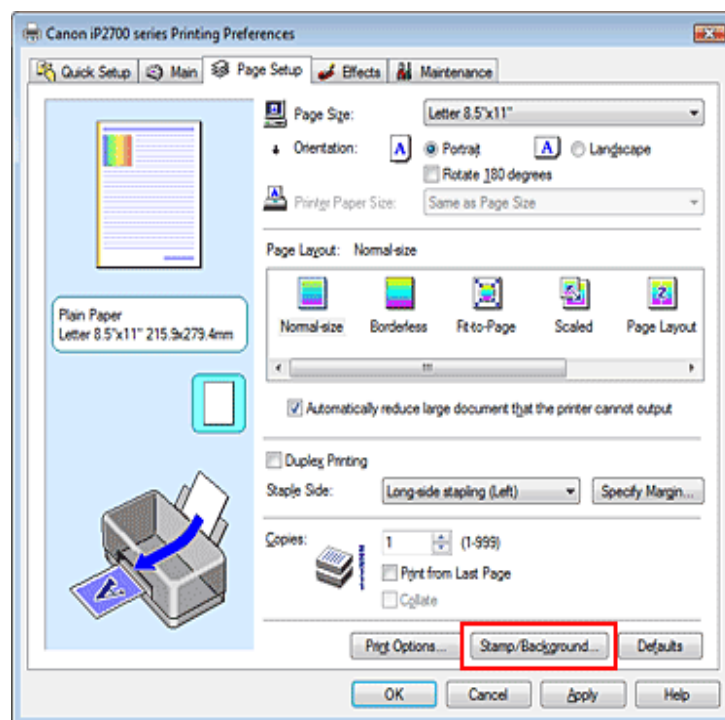 Canon iP2700 series Printing Preferences
Quick Setup Main Page Setup Effects Maintenance
Page Size: Letter 8.5"x11"
Orientation: A Portrait A Landscape
Rotate 180 degrees
Printer Paper Size: Same as Page Size
Page Layout: Normal-size
Plain Paper
Letter 8.5"x11" 215.9x279.4mm
Normal-size Borderless Fit-to-Page Scaled Page Layout
Automatically reduce large document that the printer cannot output
Duplex Printing
Staple Side: Long-side stapling (Left) Specify Margin...
Copies: 1 (1-999)
Print from Last Page
Collate
Print Options... Stamp/Background... Defaults
OK Cancel Apply Help